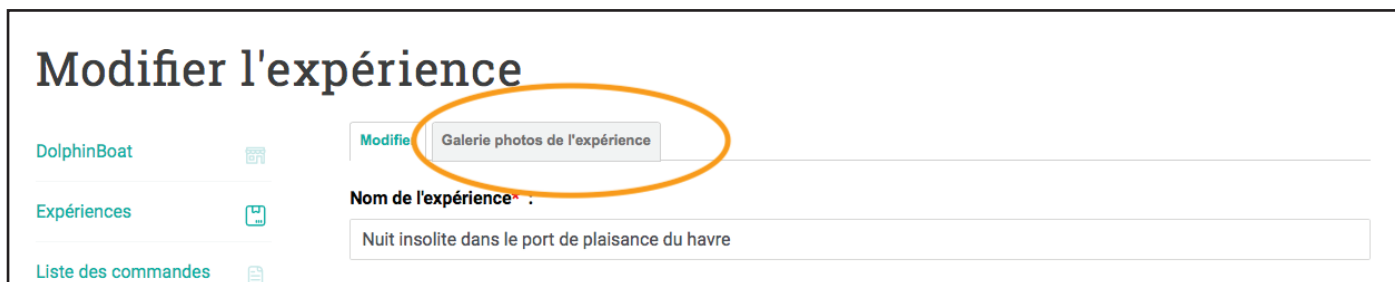 Modifier l'expérience
DolphinBoat
Expériences
Liste des commandes
Modifie Galerie photos de l'expérience
Nom de l'expérience* :
Nuit insolite dans le port de plaisance du havre